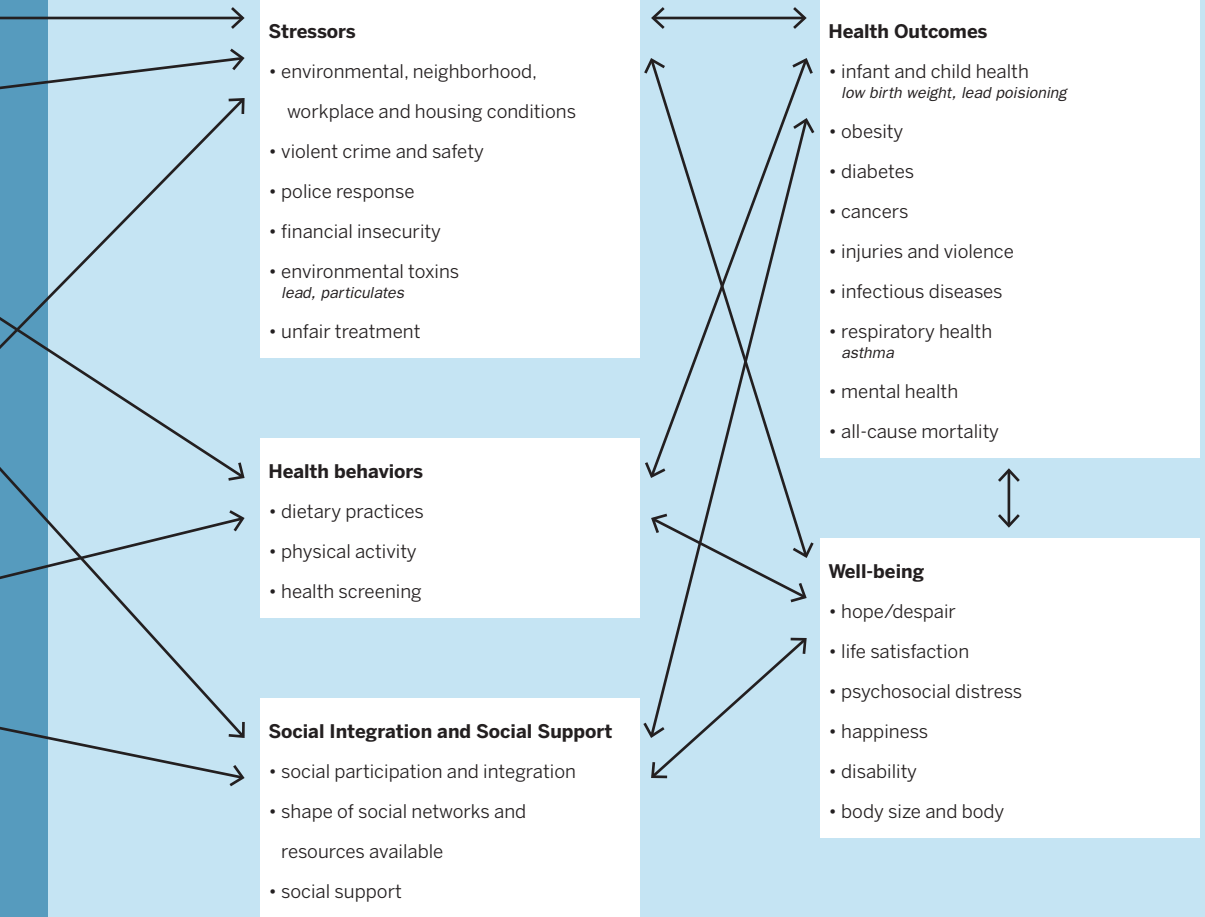 Stressors
• environmental, neighborhood,
workplace and housing conditions
• violent crime and safety
• police response
• financial insecurity
• environmental toxins
lead, particulates
• unfair treatment
Health behaviors
• dietary practices
• physical activity
• health screening
Social Integration and Social Support
• social participation and integration
• shape of social networks and
resources available
• social support
Health Outcomes
• infant and child health
low birth weight, lead poisioning
• obesity
• diabetes
• cancers
• injuries and violence
• infectious diseases
• respiratory health
asthma
• mental health
• all-cause mortality
Well-being
• hope/despair
• life satisfaction
• psychosocial distress
• happiness
• disability
• body size and body